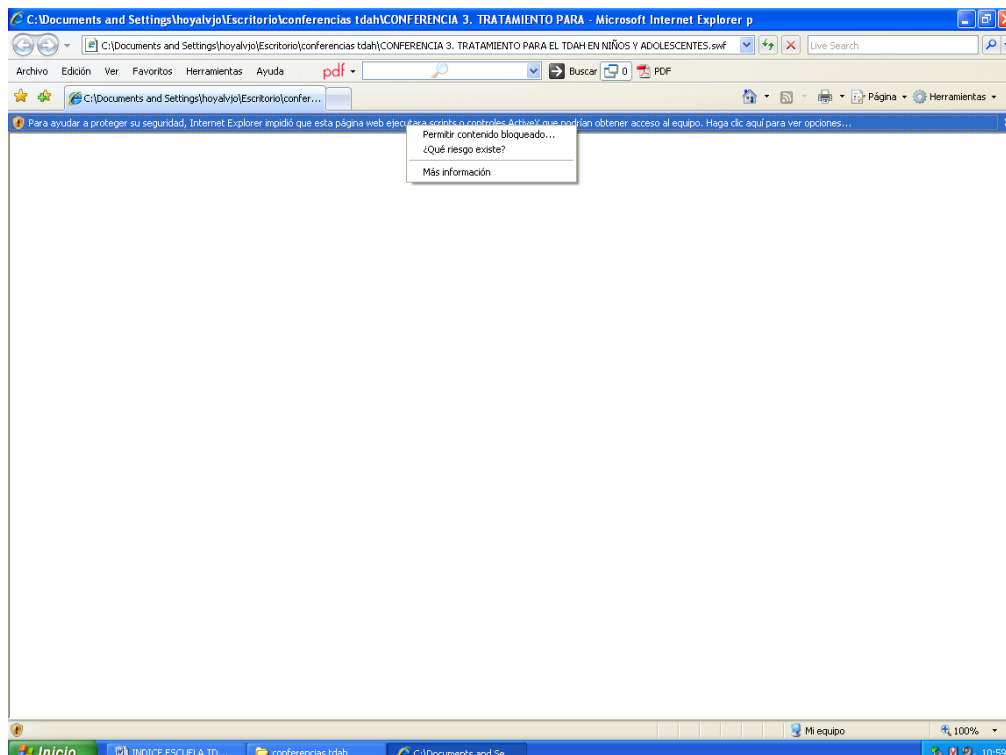 C:\Documents and Settings\hoyalvjo\Escritorio\conferencias tdah\CONFERENCIA 3. TRATAMIENTO PARA - Microsoft Internet Explorer p
C:\Documents and Settings\hoyalvjo\Escritorio\conferencias tdah\CONFERENCIA 3. TRATAMIENTO PARA EL TDAH EN NIÑOS Y ADOLESCENTES.swf Live Search
Archivo Edición Ver Favoritos Herramientas Ayuda pdf Buscar 0 PDF
C:\Documents and Settings\hoyalvjo\Escritorio\confer... Página Herramientas
Para ayudar a proteger su seguridad, Internet Explorer impidió que esta página web ejecutara scripts o controles ActiveX que podrían obtener acceso al equipo. Haga clic aquí para ver opciones...
Permitir contenido bloqueado...
¿Qué riesgo existe?
Más información
Mi equipo 100%
Inicio INDICE ESCUELA TD... conferencias tdah C:\Documents and Se... 10:59